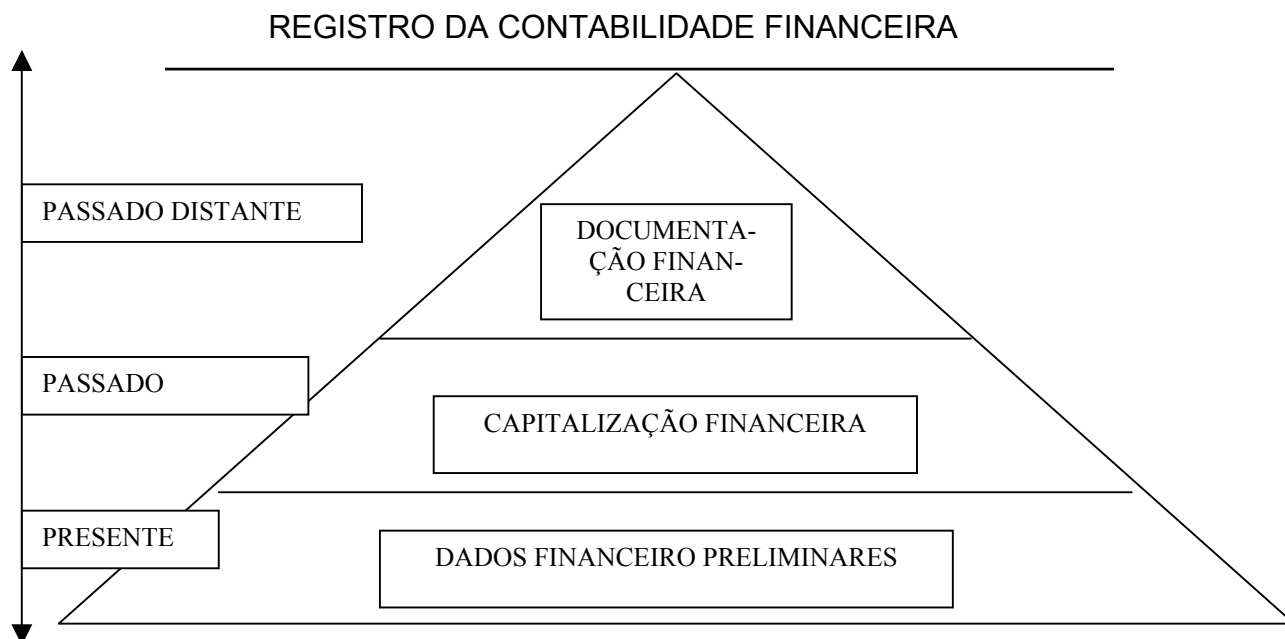 REGISTRO DA CONTABILIDADE FINANCEIRA
PASSADO DISTANTE
DOCUMENTA-
ÇÃO FINAN-
CEIRA
PASSADO
CAPITALIZAÇÃO FINANCEIRA
PRESENTE
DADOS FINANCEIRO PRELIMINARES